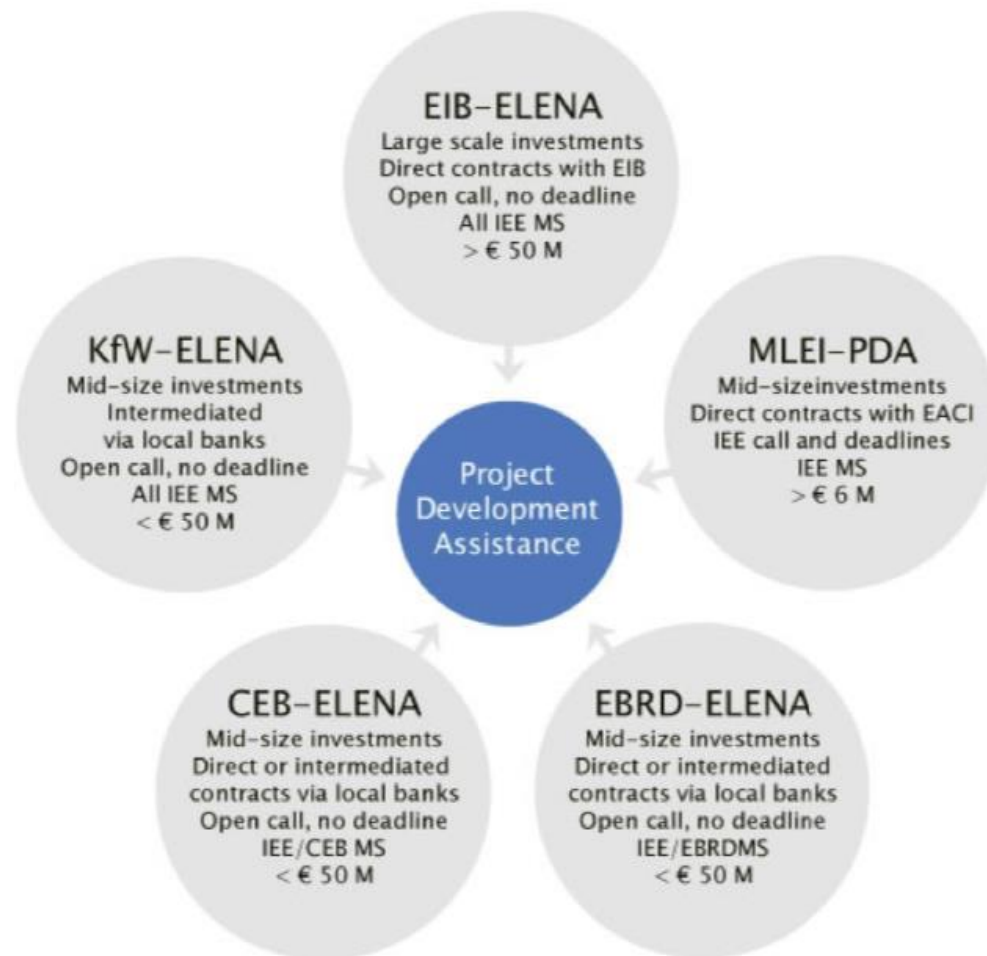 EIB-ELENA
Large scale investments
Direct contracts with EIB
Open call, no deadline
All IEE MS
> € 50 M
KfW-ELENA
Mid-size investments
Intermediated
via local banks
Open call, no deadline
All IEE MS
< € 50 M
MLEI-PDA
Mid-sizeinvestments
Direct contracts with EACI
IEE call and deadlines
IEE MS
> € 6 M
Project
Development
Assistance
CEB-ELENA
Mid-size investments
Direct or intermediated
contracts via local banks
Open call, no deadline
IEE/CEB MS
< € 50 M
EBRD-ELENA
Mid-size investments
Direct or intermediated
contracts via local banks
Open call, no deadline
IEE/EBRDMS
< € 50 M